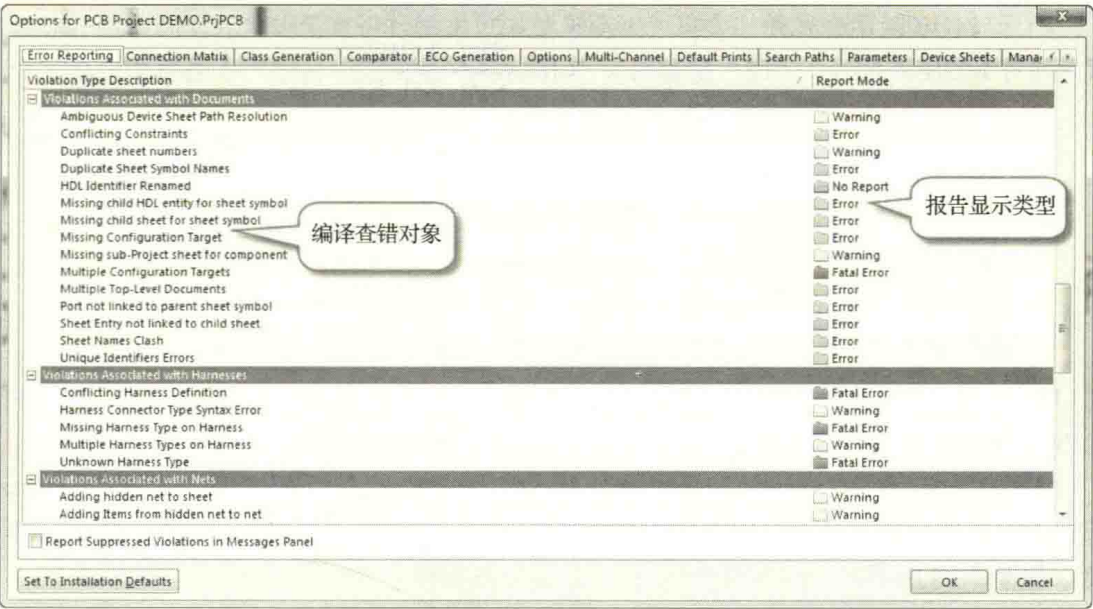 Options for PCB Project DEMO.PrjPCB
Error Reporting Connection Matrix Class Generation Comparator ECO Generation Options Multi-Channel Default Prints Search Paths Parameters Device Sheets Mana
Violation Type Description Report Mode
Violations Associated with Documents
Ambiguous Device Sheet Path Resolution Warning
Conflicting Constraints Error
Duplicate sheet numbers Warning
Duplicate Sheet Symbol Names Error
HDL Identifier Renamed No Report
Missing child HDL entity for sheet symbol Error
Missing child sheet for sheet symbol Error
Missing Configuration Target Error
Missing sub-Project sheet for component Warning
Multiple Configuration Targets Fatal Error
Multiple Top-Level Documents Error
Port not linked to parent sheet symbol Error
Sheet Entry not linked to child sheet Error
Sheet Names Clash Error
Unique Identifiers Errors Error
编译查错对象
报告显示类型
Violations Associated with Harnesses
Conflicting Harness Definition Fatal Error
Harness Connector Type Syntax Error Warning
Missing Harness Type on Harness Fatal Error
Multiple Harness Types on Harness Warning
Unknown Harness Type Fatal Error
Violations Associated with Nets
Adding hidden net to sheet Warning
Adding Items from hidden net to net Warning
Report Suppressed Violations in Messages Panel
Set To Installation Defaults OK Cancel